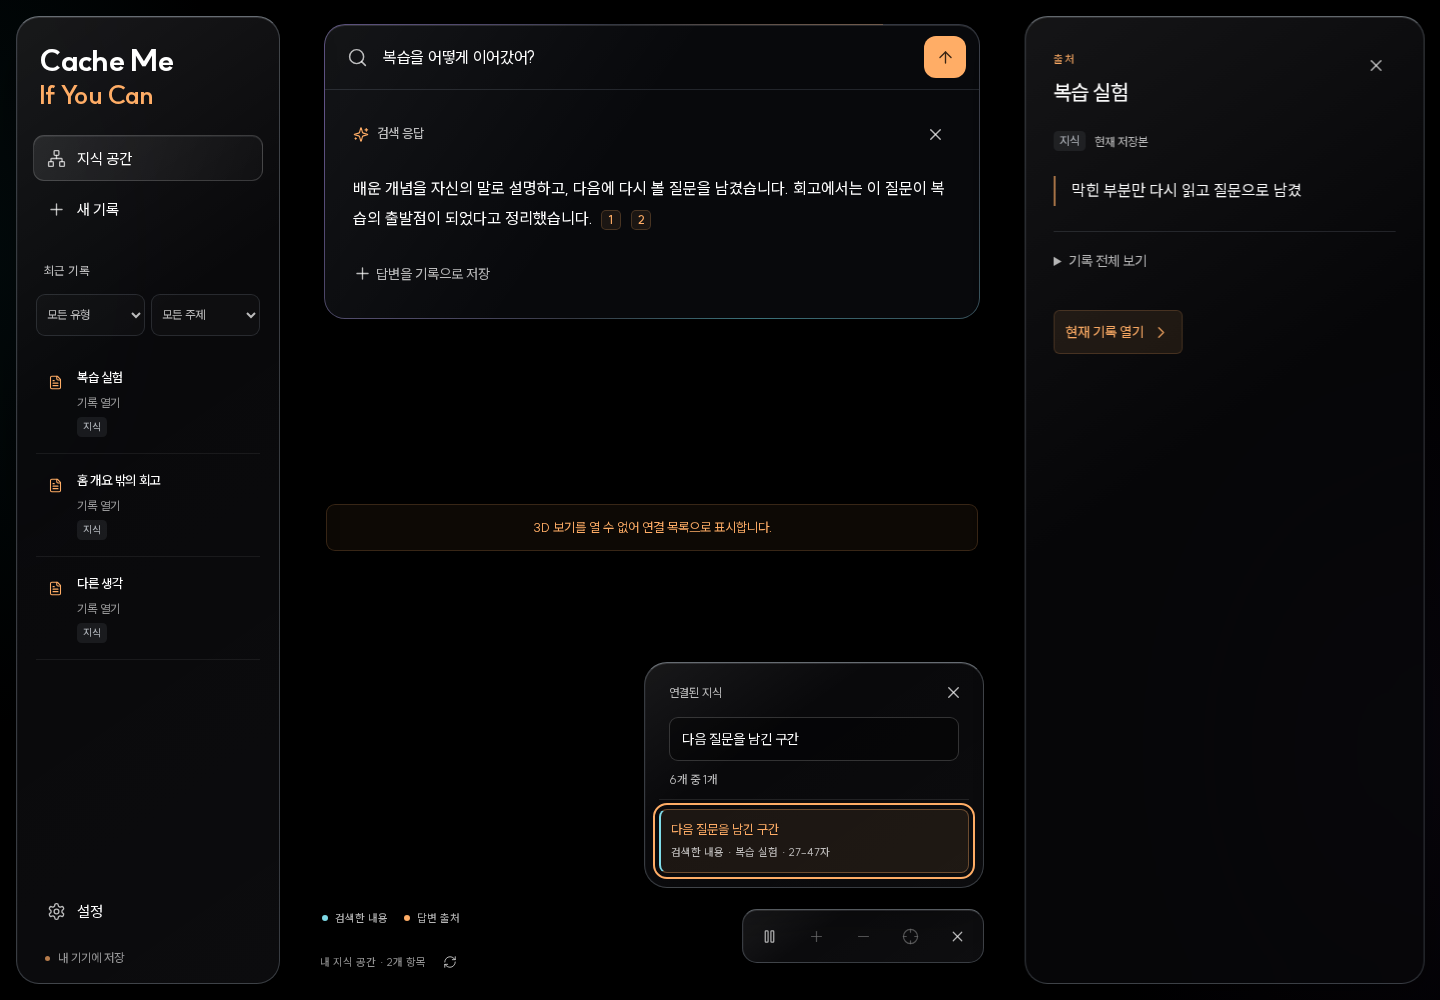 Cache Me
If You Can
지식 공간
새 기록
최근 기록
모든 유형
모든 주제
복습 실험
기록 열기
지식
홈 개요 밖의 회고
기록 열기
지식
다른 생각
기록 열기
지식
설정
내 기기에 저장
복습을 어떻게 이어갔어?
검색 응답
배운 개념을 자신의 말로 설명하고, 다음에 다시 볼 질문을 남겼습니다. 회고에서는 이 질문이 복
습의 출발점이 되었다고 정리했습니다. 1 2
답변을 기록으로 저장
3D 보기를 열 수 없어 연결 목록으로 표시합니다.
연결된 지식
다음 질문을 남긴 구간
6개 중 1개
다음 질문을 남긴 구간
검색한 내용 · 복습 실험 · 27–47자
검색한 내용
답변 출처
내 지식 공간 · 2개 항목
출처
복습 실험
지식
현재 저장본
막힌 부분만 다시 읽고 질문으로 남겼
기록 전체 보기
현재 기록 열기